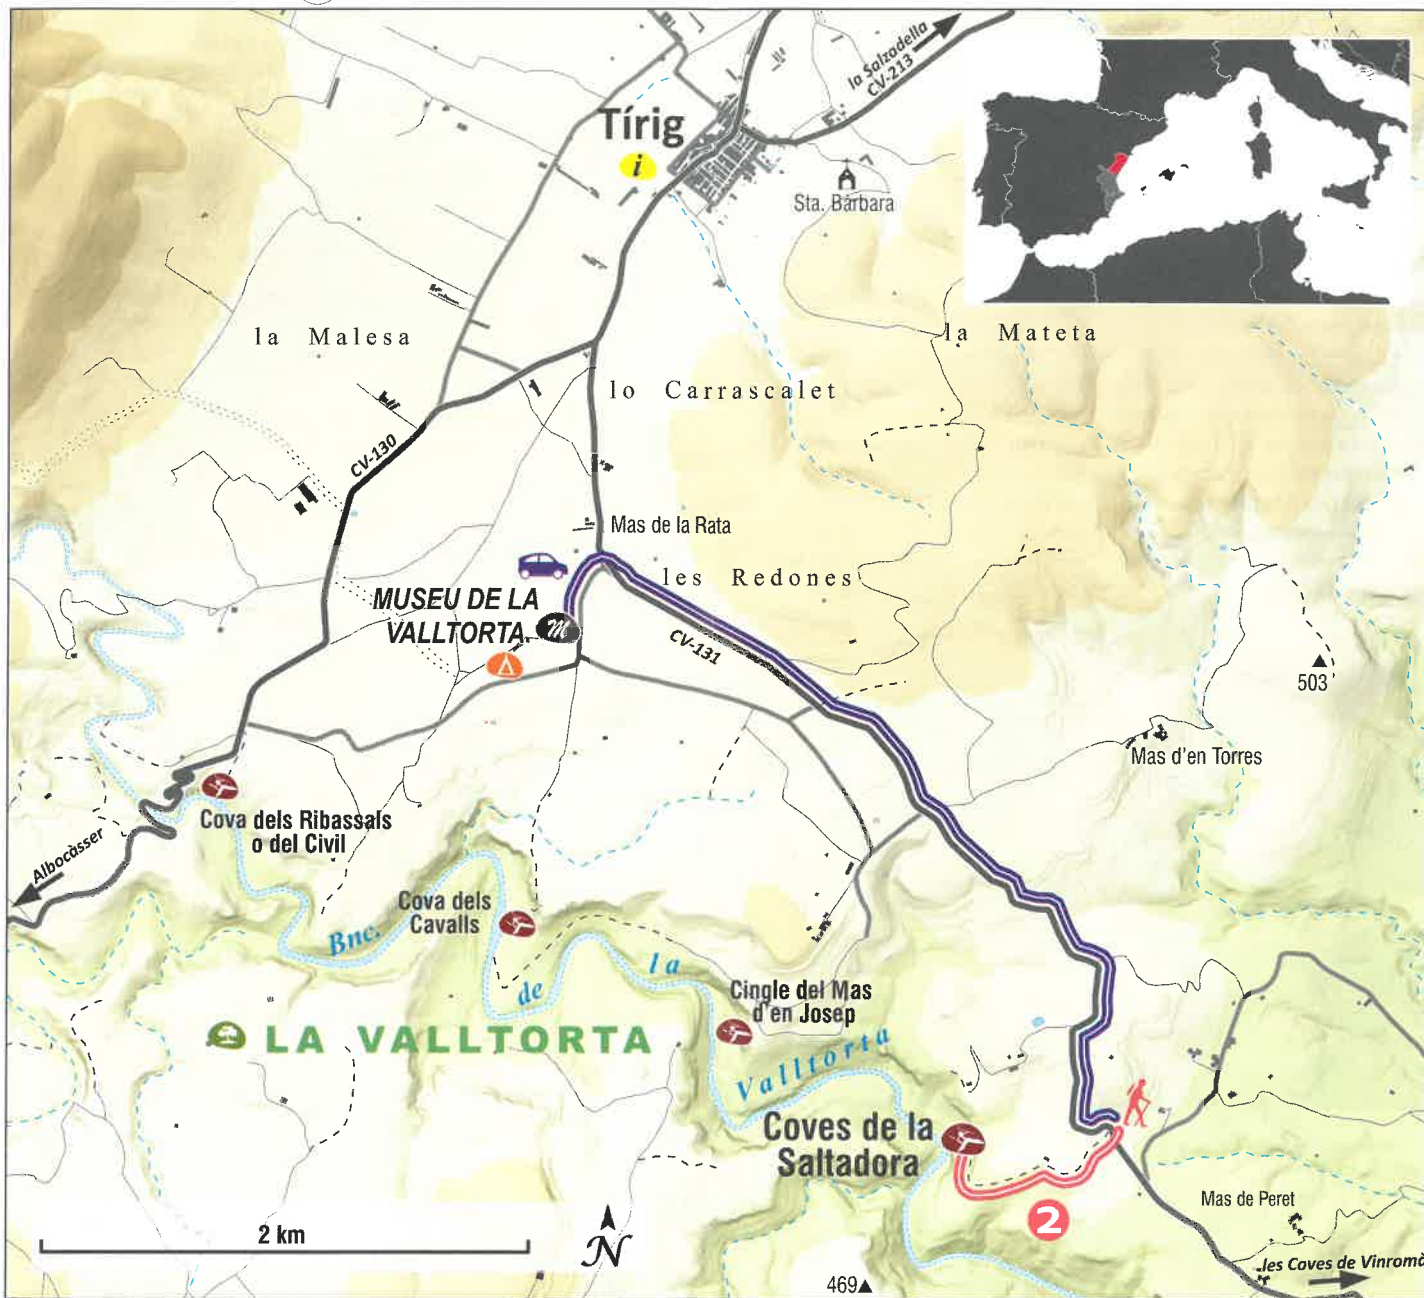 la Salzadella
CV-213
Tírig
i
Sta. Bàrbara
la Malesa
la Mateta
lo Carrascalet
CV-130
Mas de la Rata
les Redones
MUSEU DE LA
VALLTORTA
M
CV-131
503
Mas d'en Torres
Cova dels Ribassals
o del Civil
Albocàsser
Cova dels
Cavalls
Bnc.
de
la
Valltorta
Cingle del Mas
d'en Josep
LA VALLTORTA
Coves de la
Saltadora
2
Mas de Peret
2 km
N
469
les Coves de Vinromà